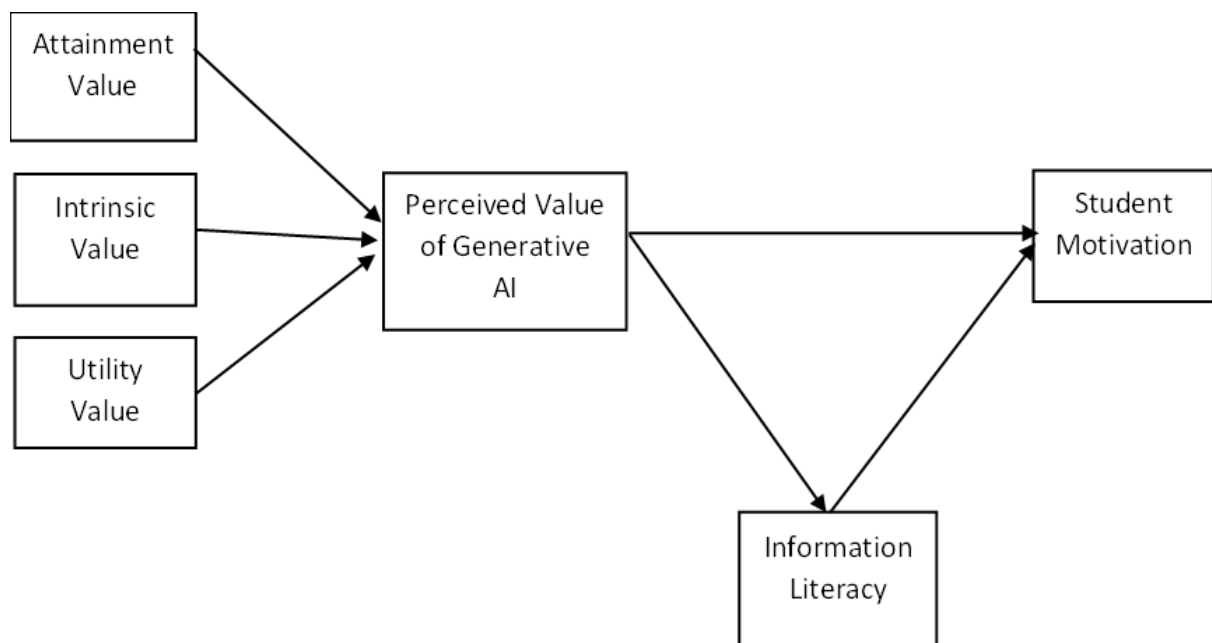 Attainment
Value
Intrinsic
Value
Utility
Value
Perceived Value
of Generative
AI
Student
Motivation
Information
Literacy